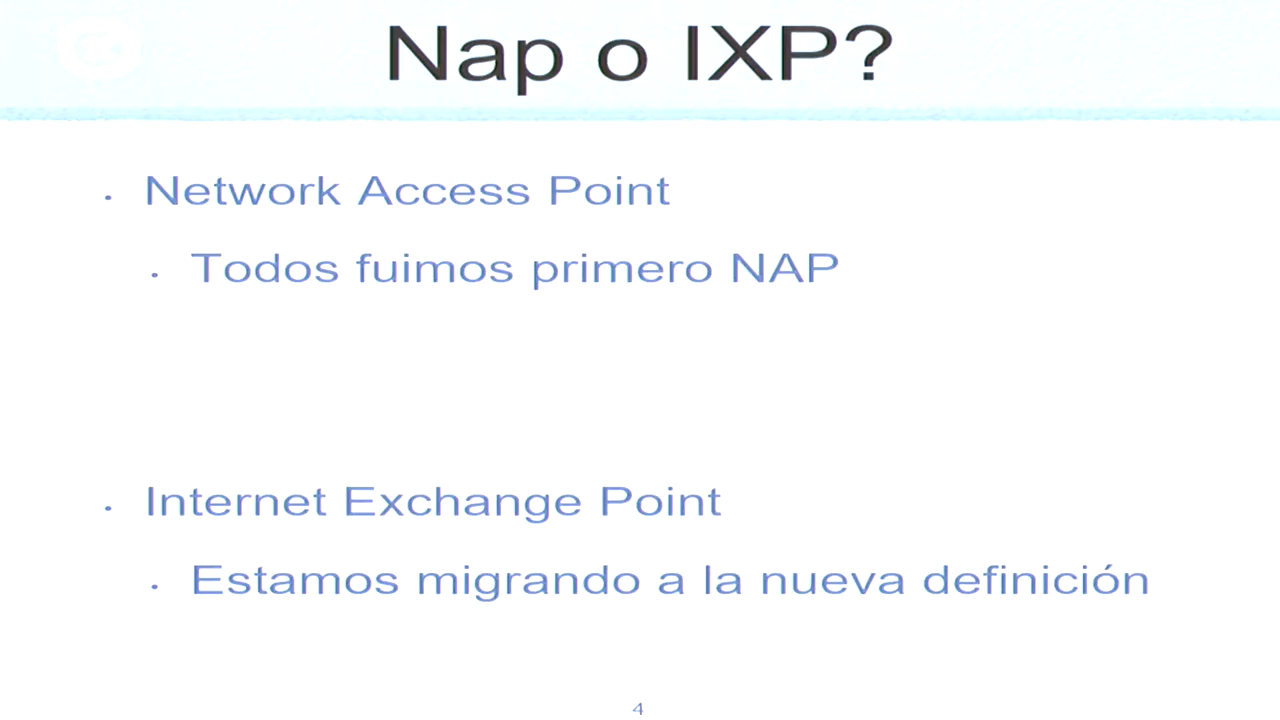 Nap o IXP?
· Network Access Point
· Todos fuimos primero NAP
· Internet Exchange Point
· Estamos migrando a la nueva definición
4